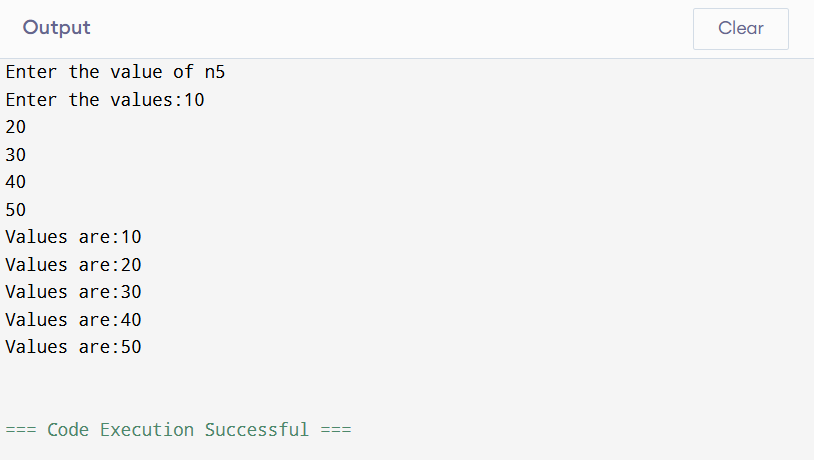 Output
Clear
Enter the value of n5
Enter the values:10
20
30
40
50
Values are:10
Values are:20
Values are:30
Values are:40
Values are:50
=== Code Execution Successful ===